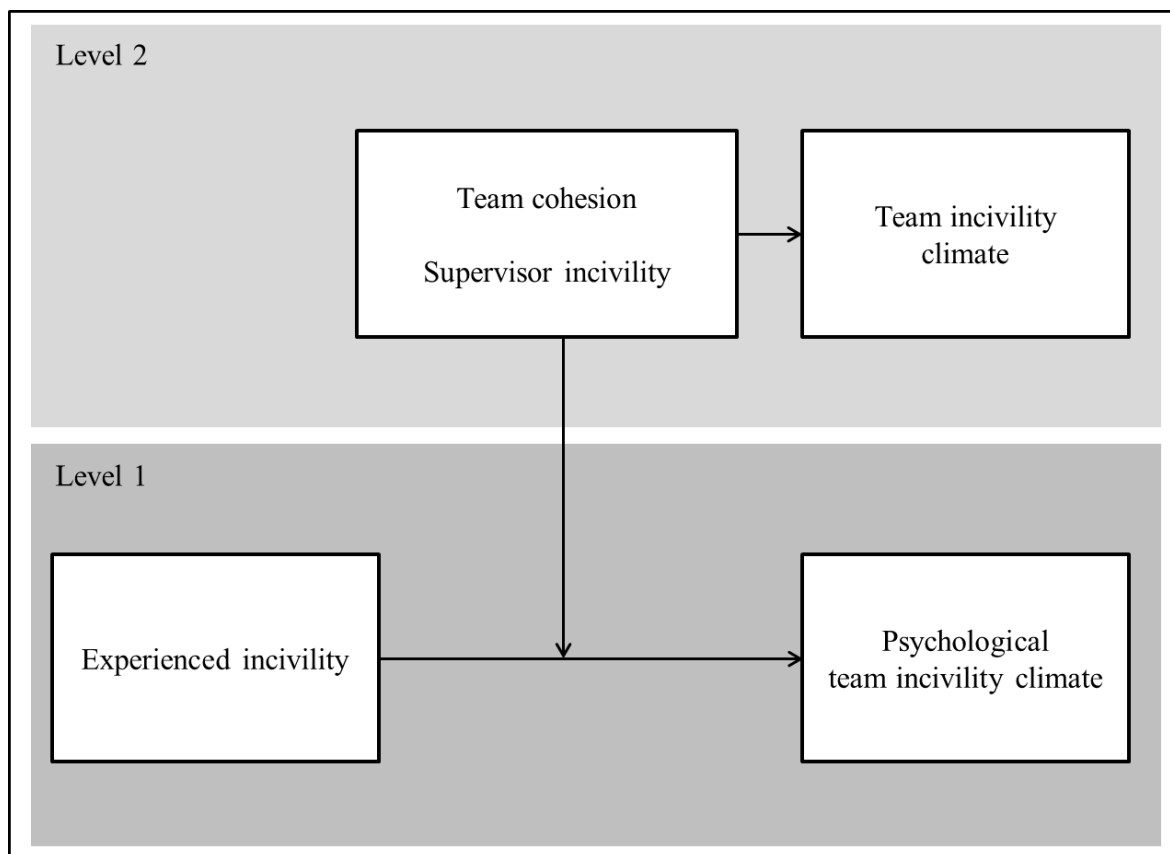 Level 2
Team cohesion
Supervisor incivility
Team incivility
climate
Level 1
Experienced incivility
Psychological
team incivility climate